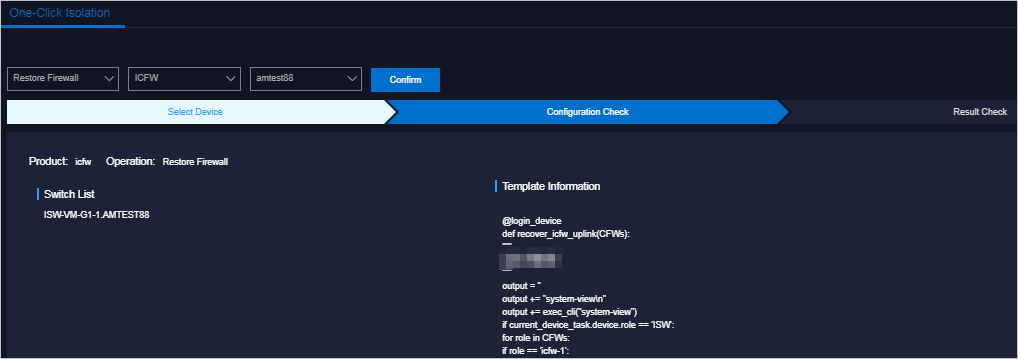 One-Click Isolation
Restore Firewall ICFW amtest88 Confirm
Select Device Configuration Check Result Check
Product: icfw Operation: Restore Firewall
Switch List
ISW-VM-G1-1.AMTEST88
Template Information
@login_device
def recover_icfw_uplink(CFWs):
"""
"""
output = "
output += "system-view\n"
output += exec_cli("system-view")
if current_device_task.device.role == 'ISW':
for role in CFWs:
if role == 'icfw-1':